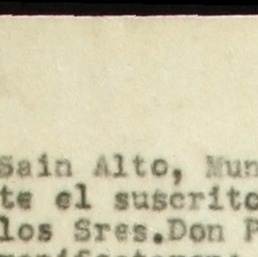 Sain Alto, Mun
te el suscrito
los Sres.Don P